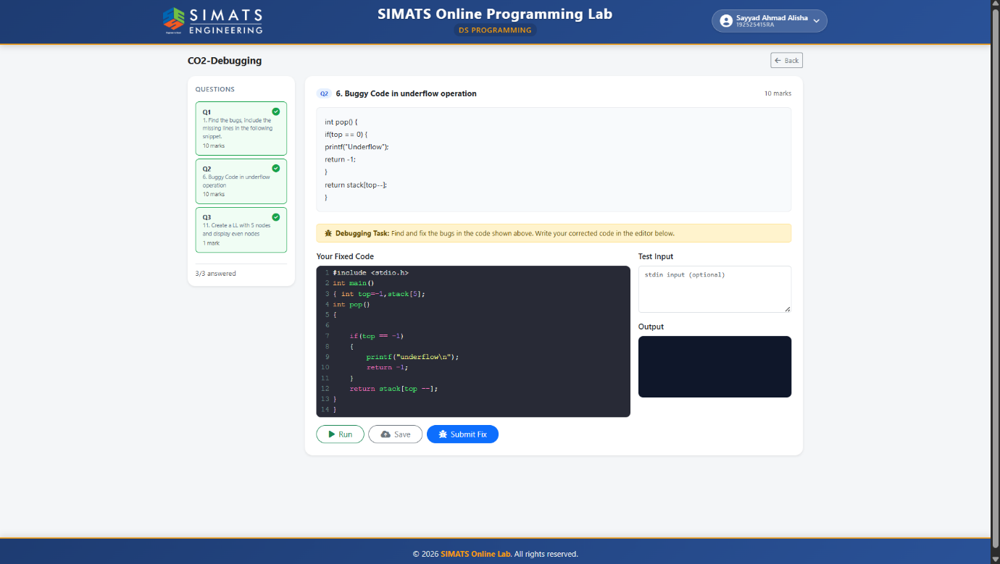 SIMATS
ENGINEERING
Engineer to Excel
SIMATS Online Programming Lab
DS PROGRAMMING
Sayyad Ahmad Alisha
192525415RA
CO2-Debugging
← Back
QUESTIONS
Q1
1. Find the bugs, include the
missing lines in the following
snippet.
10 marks
Q2
6. Buggy Code in underflow
operation
10 marks
Q3
11. Create a LL with 5 nodes
and display even nodes
1 mark
3/3 answered
Q2 6. Buggy Code in underflow operation
10 marks
int pop() {
if(top == 0) {
printf("Underflow");
return -1;
}
return stack[top--];
}
Debugging Task: Find and fix the bugs in the code shown above. Write your corrected code in the editor below.
Your Fixed Code
1 #include <stdio.h>
2 int main()
3 { int top=-1,stack[5];
4 int pop()
5 {
6
7 if(top == -1)
8 {
9 printf("underflow\n");
10 return -1;
11 }
12 return stack[top --];
13 }
14 }
Test Input
stdin input (optional)
Output
Run
Save
Submit Fix
© 2026 SIMATS Online Lab. All rights reserved.